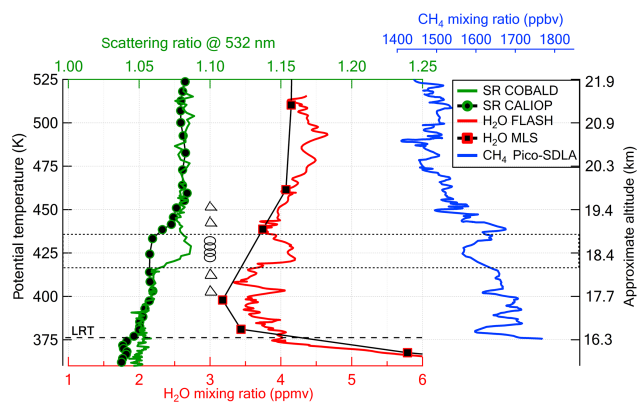 CH₄ mixing ratio (ppbv)
1400 1500 1600 1700 1800
Scattering ratio @ 532 nm
1.00 1.05 1.10 1.15 1.20 1.25
525
500
475
450
425
400
375
Potential temperature (K)
SR COBALD
SR CALIOP
H₂O FLASH
H₂O MLS
CH₄ Pico-SDLA
21.9
20.9
20.3
19.4
18.4
17.7
16.3
Approximate altitude (km)
LRT
1 2 3 4 5 6
H₂O mixing ratio (ppmv)